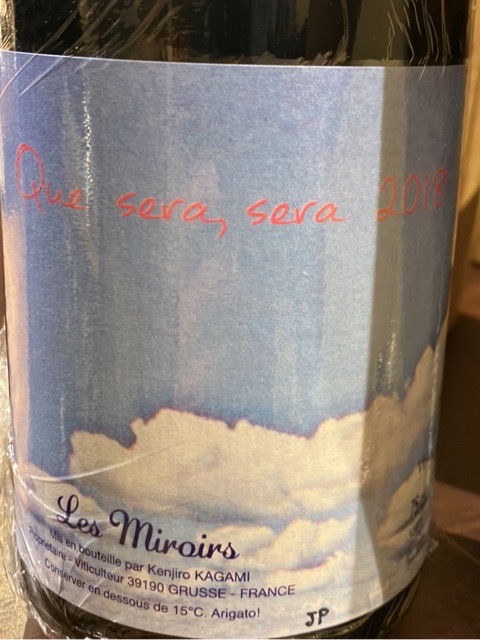 Que sera, sera 2018
Les Miroirs
Mis en bouteille par Kenjiro KAGAMI
Propriétaire - Viticulteur 39190 GRUSSE - FRANCE
Conserver en dessous de 15°C. Arigato!
JP